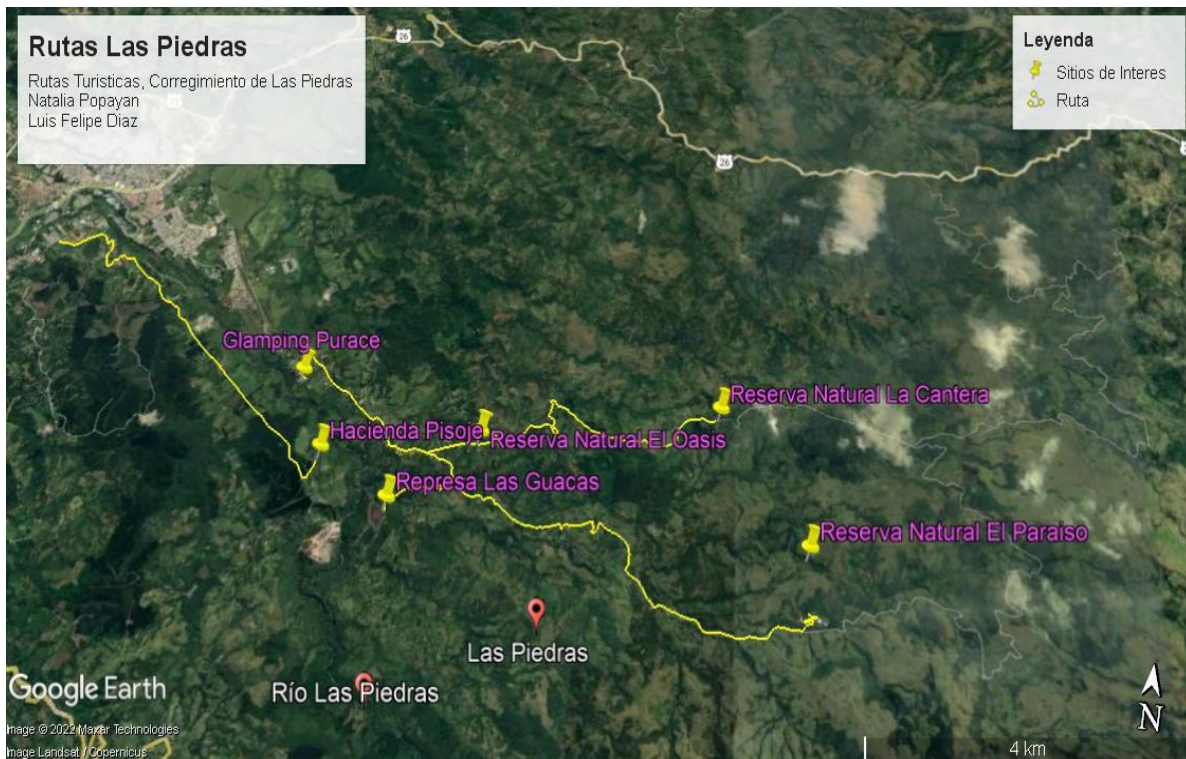 Rutas Las Piedras
Rutas Turisticas, Corregimiento de Las Piedras
Natalia Popayan
Luis Felipe Diaz
Leyenda
Sitios de Interes
Ruta
26
26
Glamping Purace
Reserva Natural La Cantera
Hacienda Pisoje
Reserva Natural El Oasis
Represa Las Guacas
Reserva Natural El Paraiso
Las Piedras
Río Las Piedras
Google Earth
Image © 2022 Maxar Technologies
Image Landsat / Copernicus
N
4 km